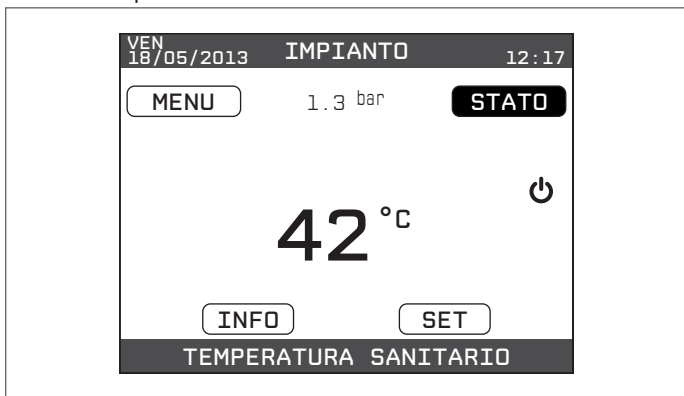 VEN
18/05/2013 IMPIANTO 12:17
MENU 1.3 bar STATO
42 °C
INFO SET
TEMPERATURA SANITARIO